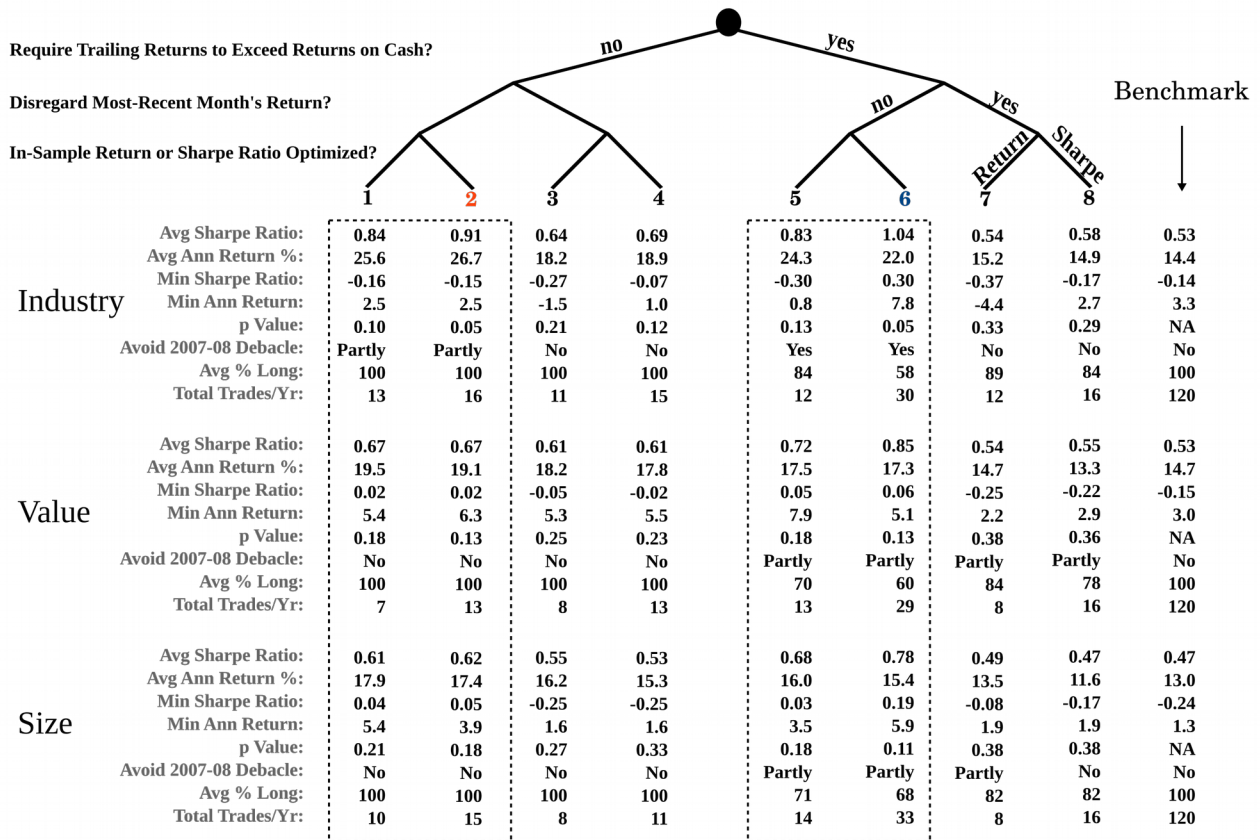 no
yes
Require Trailing Returns to Exceed Returns on Cash?
Benchmark
no
yes
Disregard Most-Recent Month's Return?
Return
Sharpe
In-Sample Return or Sharpe Ratio Optimized?
1 2 3 4 5 6 7 8
Industry
Avg Sharpe Ratio: 0.84 0.91 0.64 0.69 0.83 1.04 0.54 0.58 0.53
Avg Ann Return %: 25.6 26.7 18.2 18.9 24.3 22.0 15.2 14.9 14.4
Min Sharpe Ratio: -0.16 -0.15 -0.27 -0.07 -0.30 0.30 -0.37 -0.17 -0.14
Min Ann Return: 2.5 2.5 -1.5 1.0 0.8 7.8 -4.4 2.7 3.3
p Value: 0.10 0.05 0.21 0.12 0.13 0.05 0.33 0.29 NA
Avoid 2007-08 Debacle: Partly Partly No No Yes Yes No No No
Avg % Long: 100 100 100 100 84 58 89 84 100
Total Trades/Yr: 13 16 11 15 12 30 12 16 120
Value
Avg Sharpe Ratio: 0.67 0.67 0.61 0.61 0.72 0.85 0.54 0.55 0.53
Avg Ann Return %: 19.5 19.1 18.2 17.8 17.5 17.3 14.7 13.3 14.7
Min Sharpe Ratio: 0.02 0.02 -0.05 -0.02 0.05 0.06 -0.25 -0.22 -0.15
Min Ann Return: 5.4 6.3 5.3 5.5 7.9 5.1 2.2 2.9 3.0
p Value: 0.18 0.13 0.25 0.23 0.18 0.13 0.38 0.36 NA
Avoid 2007-08 Debacle: No No No No Partly Partly Partly Partly No
Avg % Long: 100 100 100 100 70 60 84 78 100
Total Trades/Yr: 7 13 8 13 13 29 8 16 120
Size
Avg Sharpe Ratio: 0.61 0.62 0.55 0.53 0.68 0.78 0.49 0.47 0.47
Avg Ann Return %: 17.9 17.4 16.2 15.3 16.0 15.4 13.5 11.6 13.0
Min Sharpe Ratio: 0.04 0.05 -0.25 -0.25 0.03 0.19 -0.08 -0.17 -0.24
Min Ann Return: 5.4 3.9 1.6 1.6 3.5 5.9 1.9 1.9 1.3
p Value: 0.21 0.18 0.27 0.33 0.18 0.11 0.38 0.38 NA
Avoid 2007-08 Debacle: No No No No Partly Partly Partly No No
Avg % Long: 100 100 100 100 71 68 82 82 100
Total Trades/Yr: 10 15 8 11 14 33 8 16 120